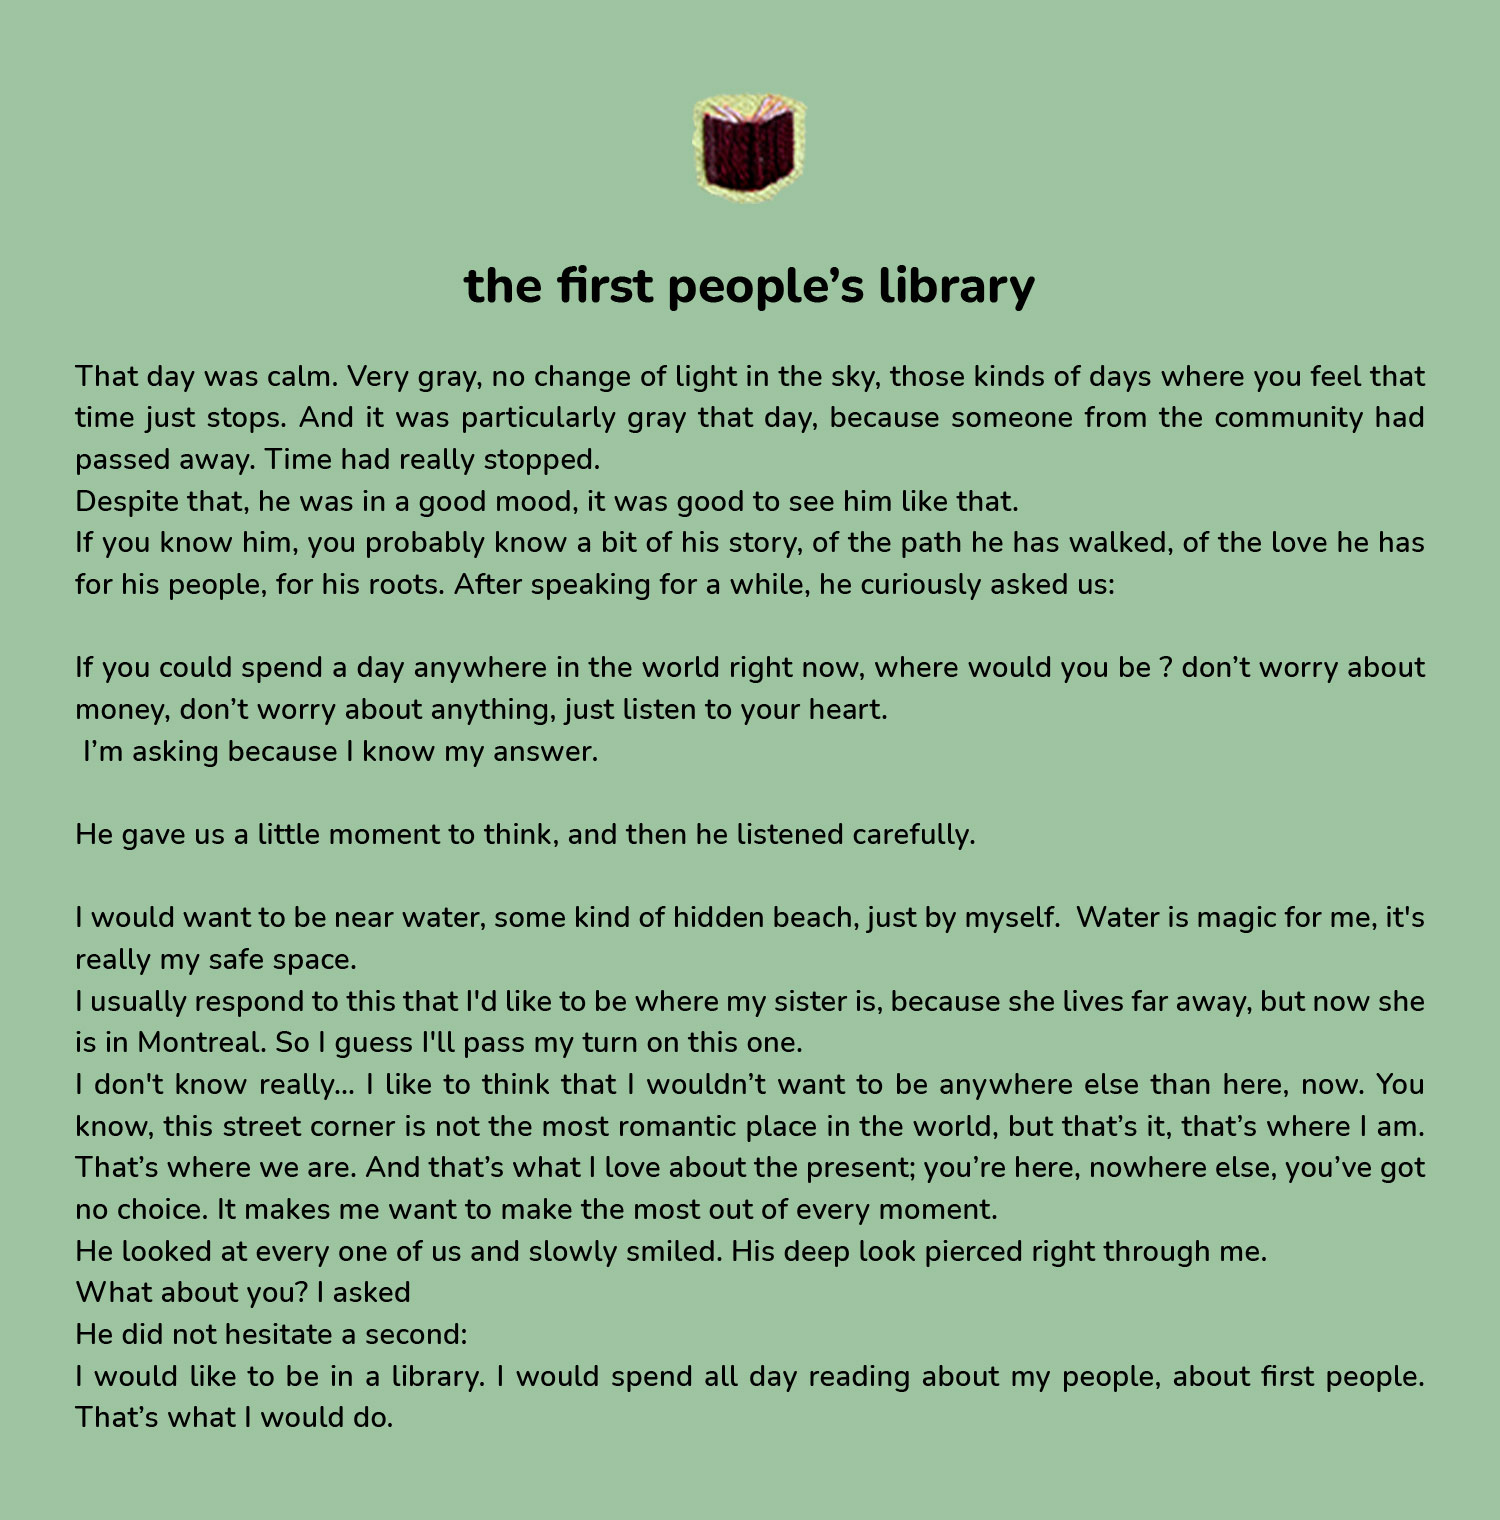 the first people’s library
That day was calm. Very gray, no change of light in the sky, those kinds of days where you feel that
time just stops. And it was particularly gray that day, because someone from the community had
passed away. Time had really stopped.
Despite that, he was in a good mood, it was good to see him like that.
If you know him, you probably know a bit of his story, of the path he has walked, of the love he has
for his people, for his roots. After speaking for a while, he curiously asked us:
If you could spend a day anywhere in the world right now, where would you be ? don’t worry about
money, don’t worry about anything, just listen to your heart.
I’m asking because I know my answer.
He gave us a little moment to think, and then he listened carefully.
I would want to be near water, some kind of hidden beach, just by myself.  Water is magic for me, it's
really my safe space.
I usually respond to this that I'd like to be where my sister is, because she lives far away, but now she
is in Montreal. So I guess I'll pass my turn on this one.
I don't know really... I like to think that I wouldn’t want to be anywhere else than here, now. You
know, this street corner is not the most romantic place in the world, but that’s it, that’s where I am.
That’s where we are. And that’s what I love about the present; you’re here, nowhere else, you’ve got
no choice. It makes me want to make the most out of every moment.
He looked at every one of us and slowly smiled. His deep look pierced right through me.
What about you? I asked
He did not hesitate a second:
I would like to be in a library. I would spend all day reading about my people, about first people.
That’s what I would do.